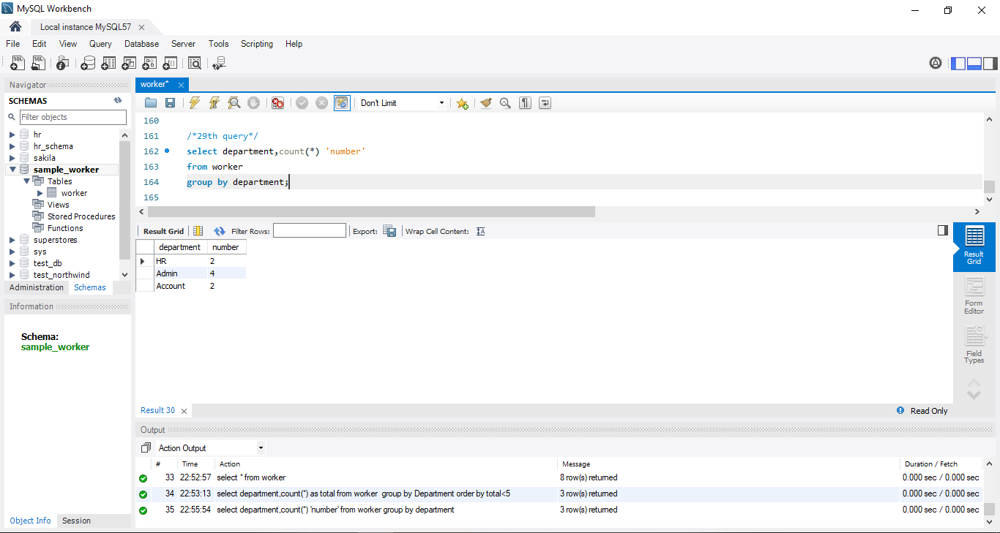 MySQL Workbench
Local instance MySQL57
File Edit View Query Database Server Tools Scripting Help
Navigator
SCHEMAS
Filter objects
hr
hr_schema
sakila
sample_worker
Tables
worker
Views
Stored Procedures
Functions
superstores
sys
test_db
test_northwind
Administration Schemas
Information
Schema:
sample_worker
Object Info Session
worker*
Don't Limit
160
161 /*29th query*/
162 select department,count(*) 'number'
163 from worker
164 group by department;
165
Result Grid Filter Rows: Export: Wrap Cell Content:
department number
HR 2
Admin 4
Account 2
Result Grid
Form Editor
Field Types
Result 30 Read Only
Output
Action Output
# Time Action Message Duration / Fetch
33 22:52:57 select * from worker 8 row(s) returned 0.000 sec / 0.000 sec
34 22:53:13 select department,count(*) as total from worker  group by Department order by total<5 3 row(s) returned 0.000 sec / 0.000 sec
35 22:55:54 select department,count(*) 'number' from worker group by department 3 row(s) returned 0.000 sec / 0.000 sec